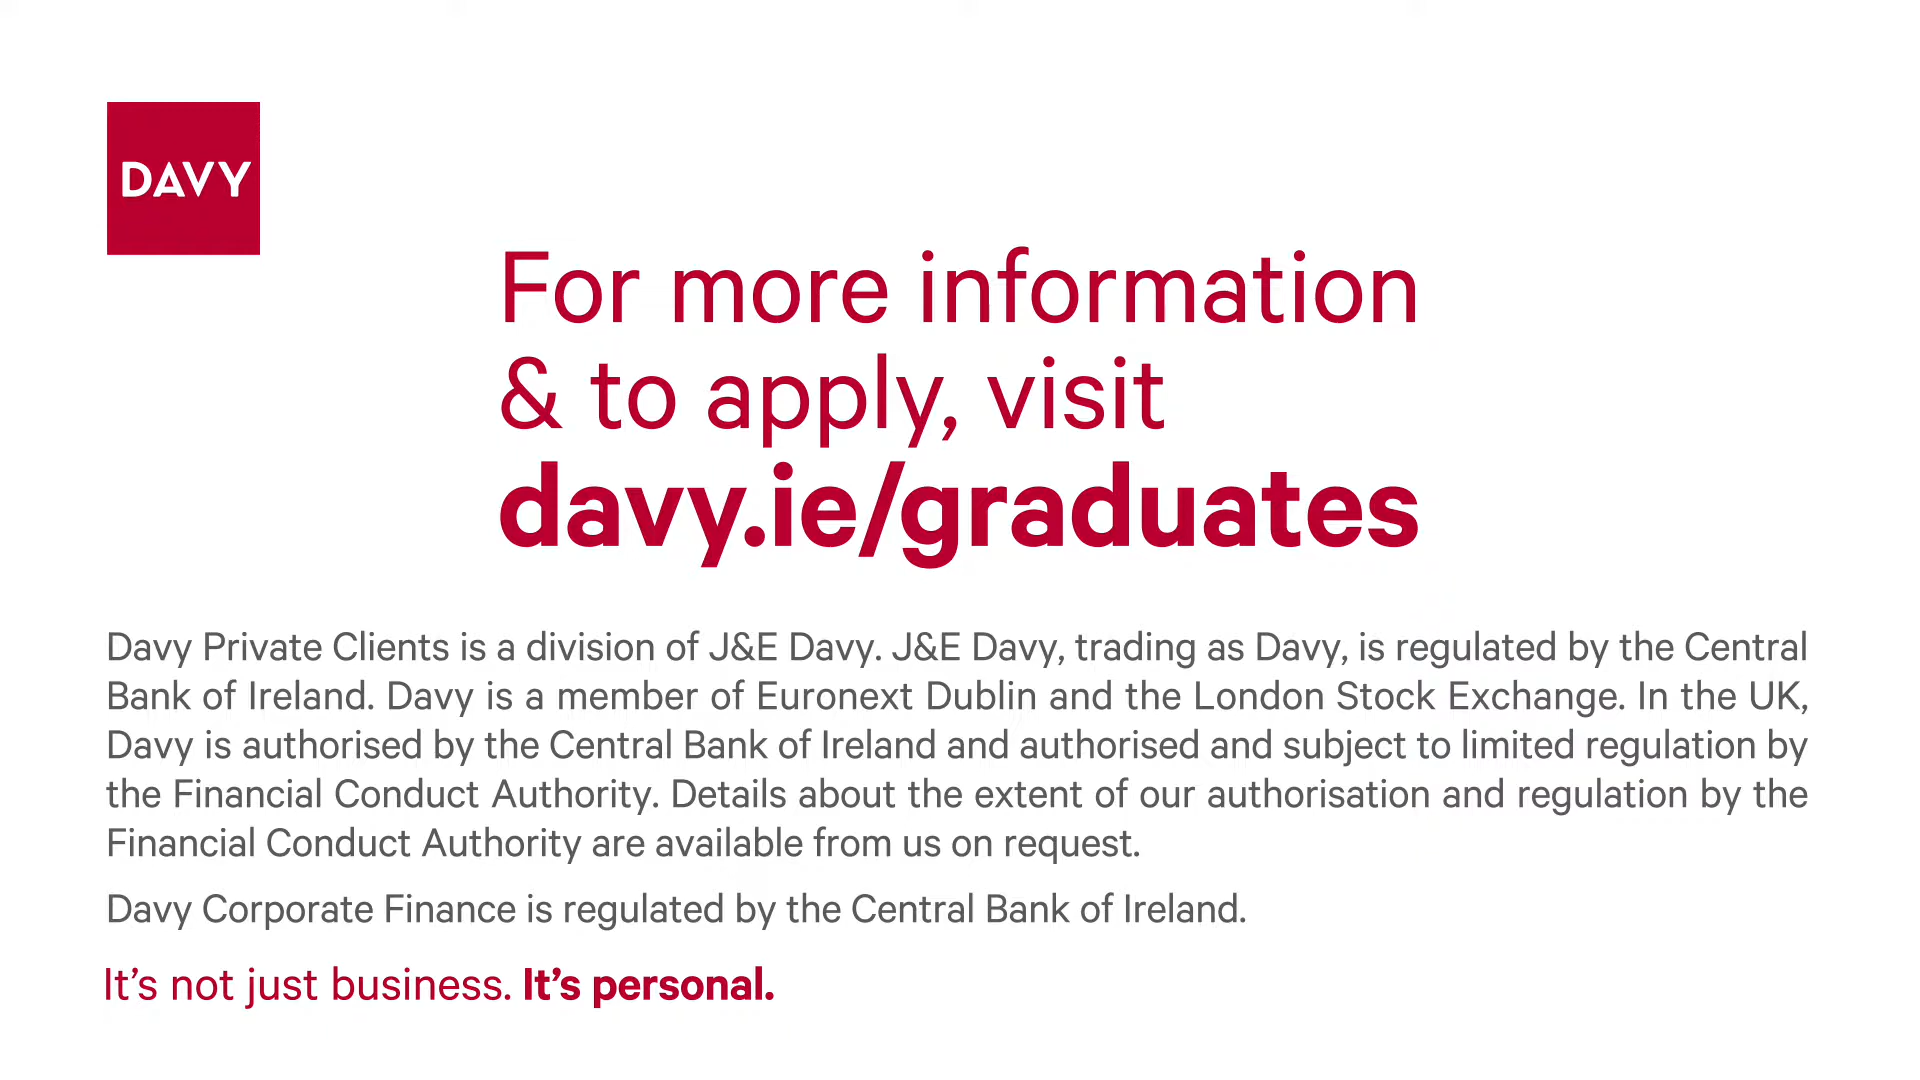 DAVY
For more information
& to apply, visit
davy.ie/graduates
Davy Private Clients is a division of J&E Davy. J&E Davy, trading as Davy, is regulated by the Central
Bank of Ireland. Davy is a member of Euronext Dublin and the London Stock Exchange. In the UK,
Davy is authorised by the Central Bank of Ireland and authorised and subject to limited regulation by
the Financial Conduct Authority. Details about the extent of our authorisation and regulation by the
Financial Conduct Authority are available from us on request.
Davy Corporate Finance is regulated by the Central Bank of Ireland.
It’s not just business. It’s personal.